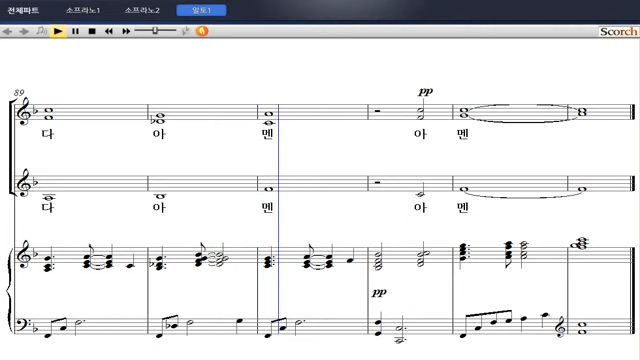 전체파트 소프라노1 소프라노2 알토1
Scorch
89 pp
다 아 멘 아 멘
다 아 멘 아 멘
pp